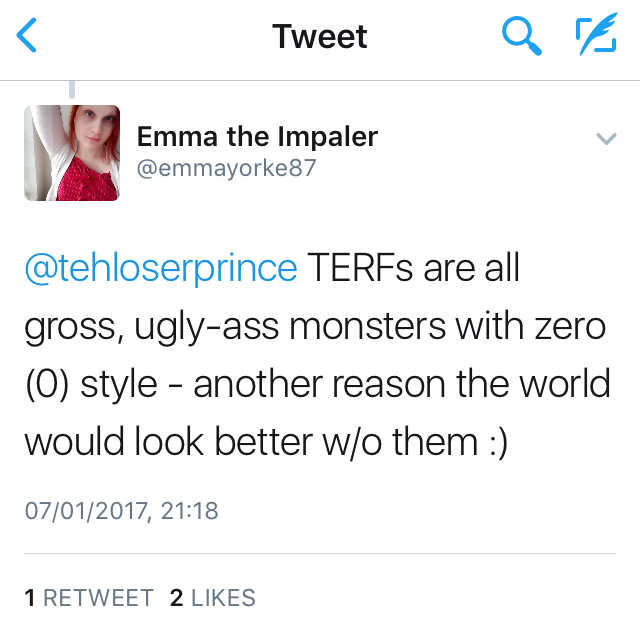 Tweet
Emma the Impaler
@emmayorke87
@tehloserprince TERFs are all
gross, ugly-ass monsters with zero
(0) style - another reason the world
would look better w/o them :)
07/01/2017, 21:18
1 RETWEET 2 LIKES